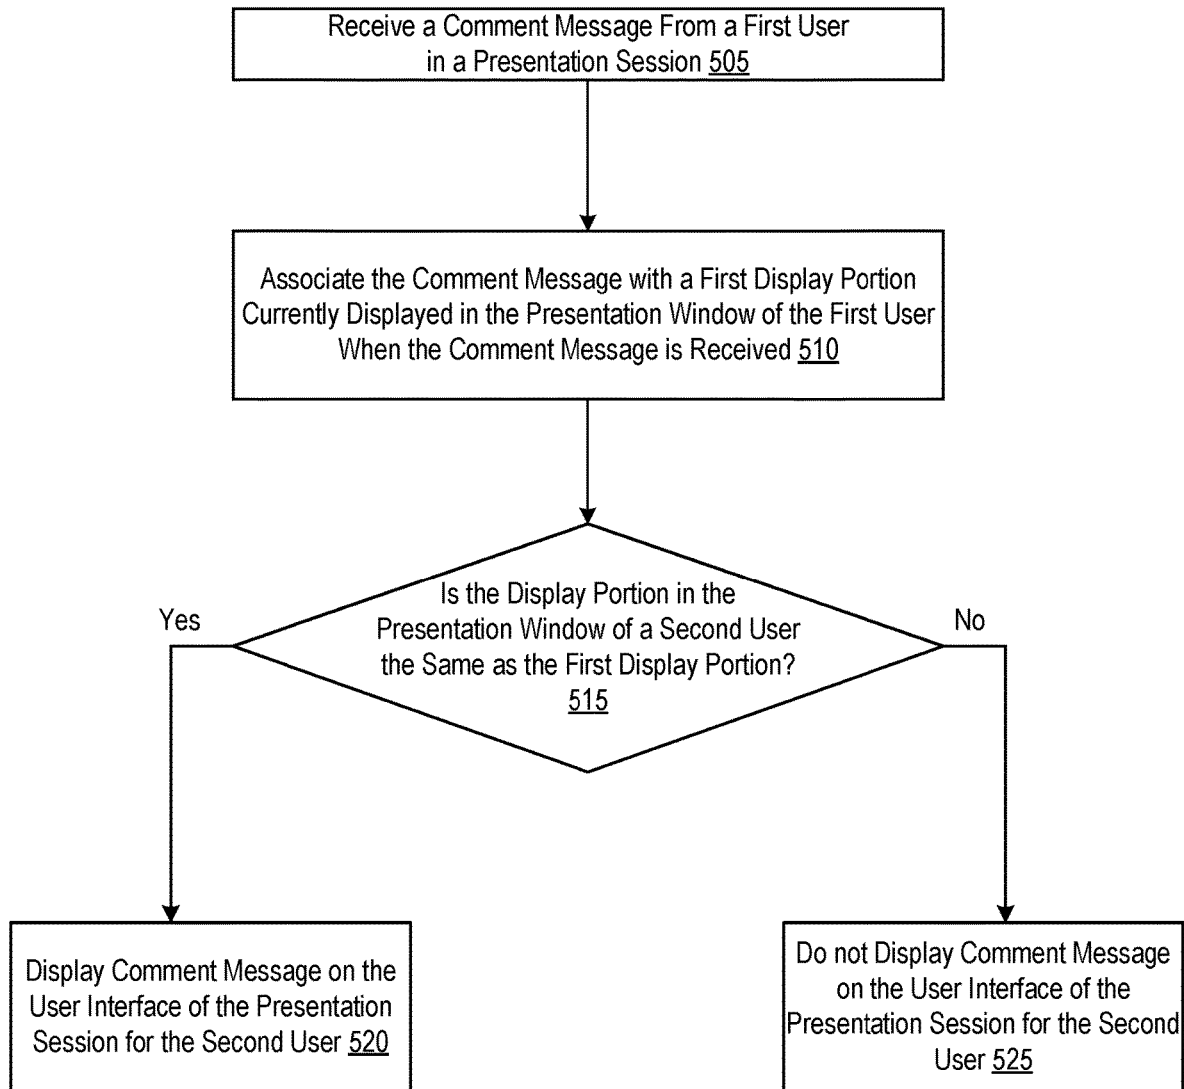 Receive a Comment Message From a First User
in a Presentation Session 505
Associate the Comment Message with a First Display Portion
Currently Displayed in the Presentation Window of the First User
When the Comment Message is Received 510
Is the Display Portion in the
Presentation Window of a Second User
the Same as the First Display Portion?
515
Yes
No
Display Comment Message on the
User Interface of the Presentation
Session for the Second User 520
Do not Display Comment Message
on the User Interface of the
Presentation Session for the Second
User 525